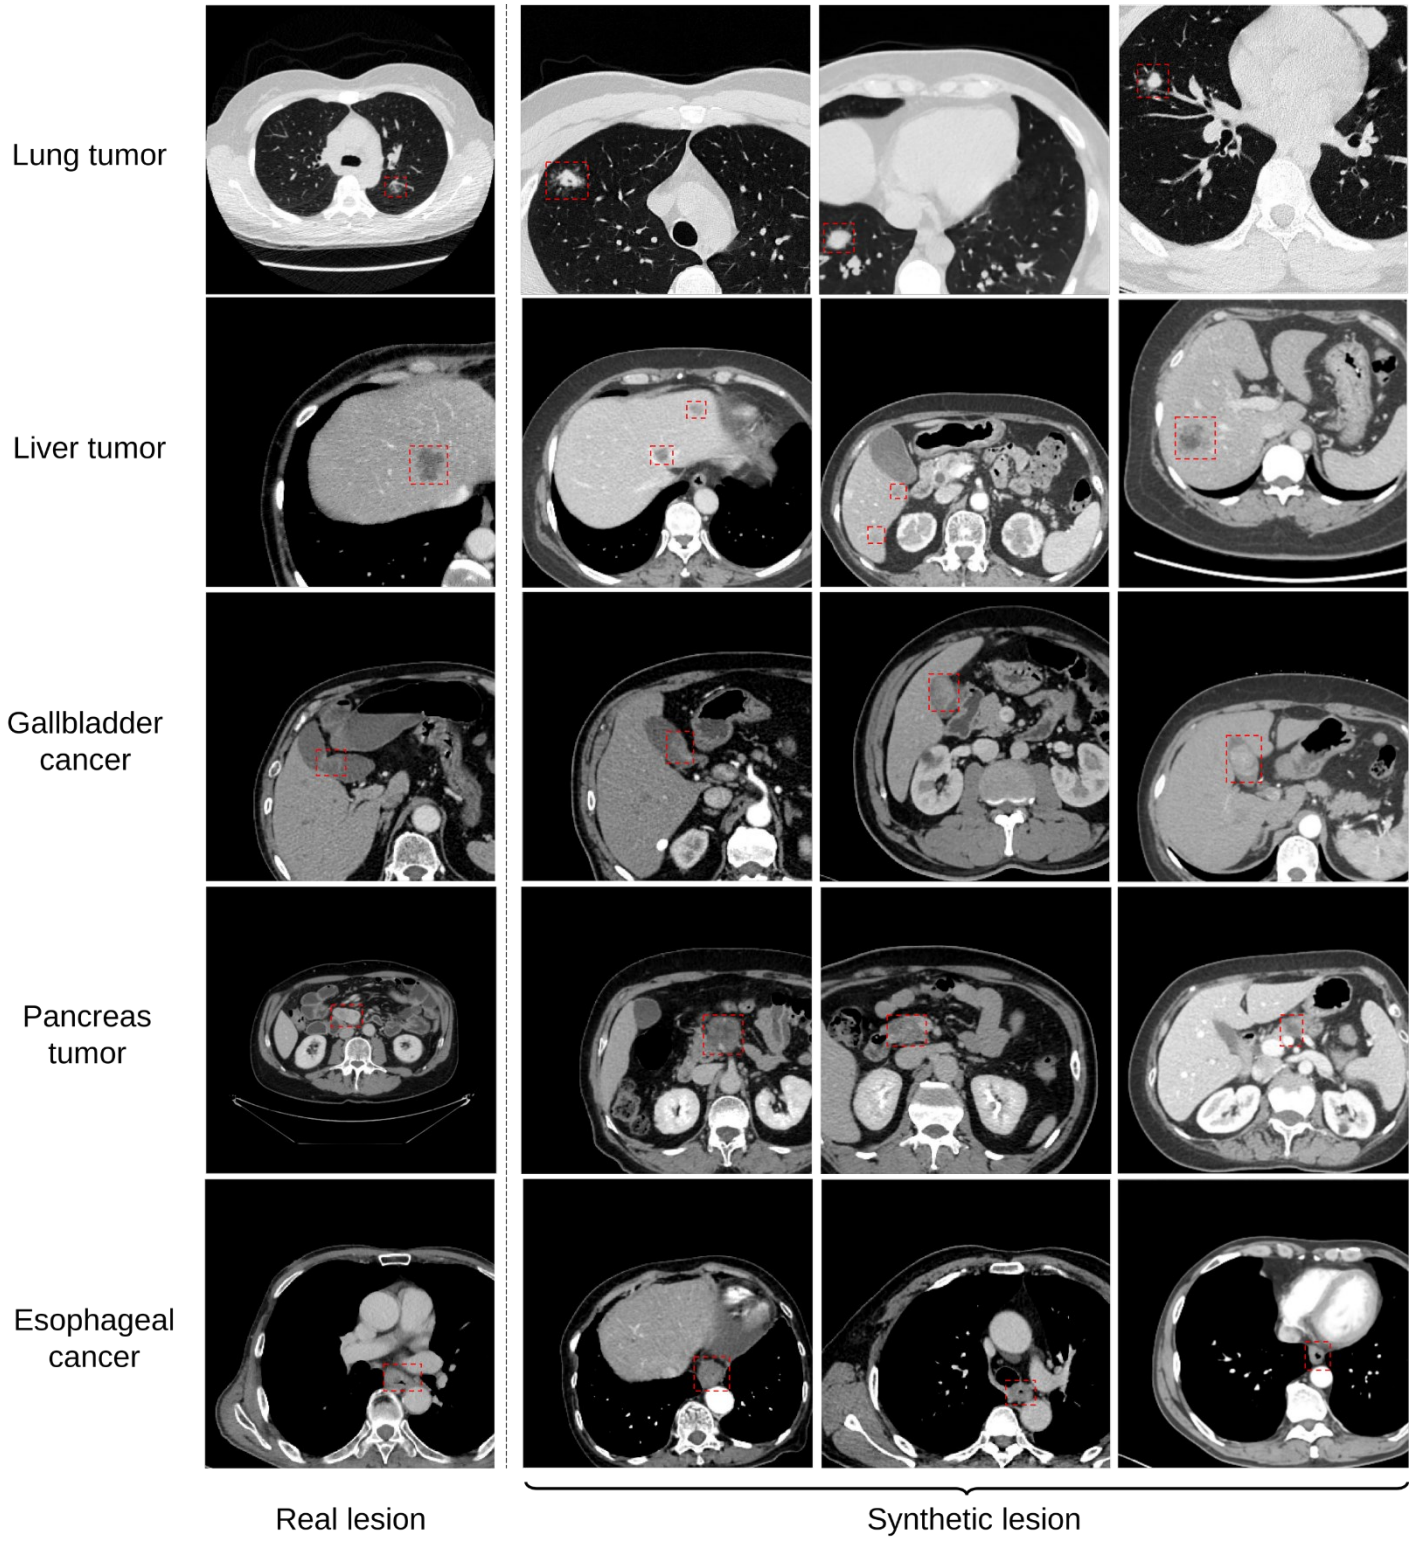 Lung tumor
Liver tumor
Gallbladder
cancer
Pancreas
tumor
Esophageal
cancer
Real lesion
Synthetic lesion